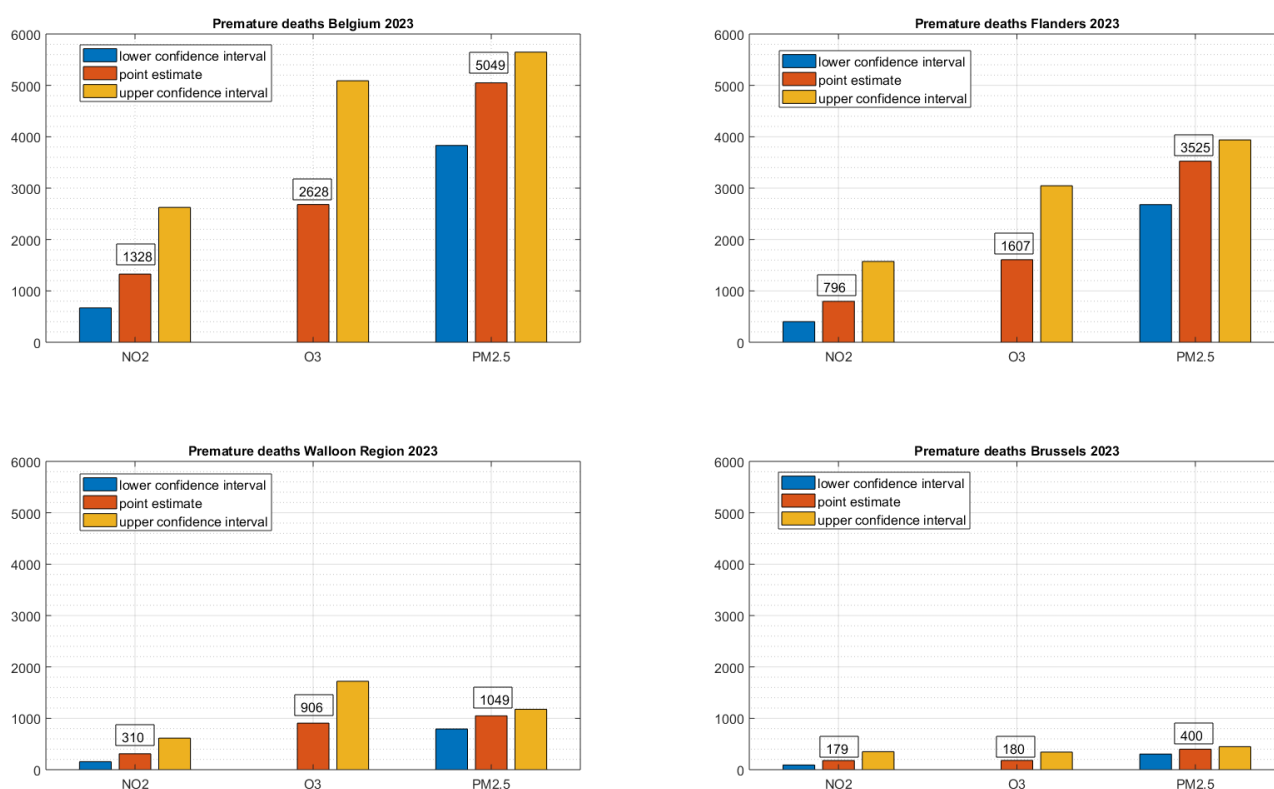 Premature deaths Belgium 2023
6000
5000
4000
3000
2000
1000
0
lower confidence interval
point estimate
upper confidence interval
1328
2628
5049
NO2 O3 PM2.5
Premature deaths Flanders 2023
6000
5000
4000
3000
2000
1000
0
lower confidence interval
point estimate
upper confidence interval
796
1607
3525
NO2 O3 PM2.5
Premature deaths Walloon Region 2023
6000
5000
4000
3000
2000
1000
0
lower confidence interval
point estimate
upper confidence interval
310
906
1049
NO2 O3 PM2.5
Premature deaths Brussels 2023
6000
5000
4000
3000
2000
1000
0
lower confidence interval
point estimate
upper confidence interval
179
180
400
NO2 O3 PM2.5